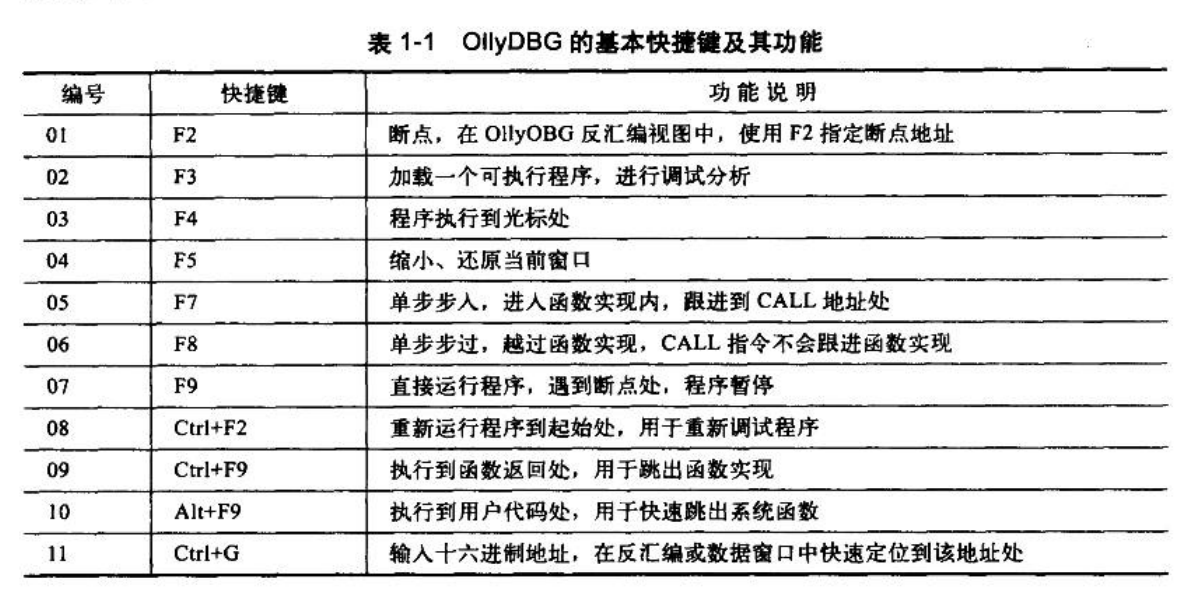 表 1-1 OllyDBG 的基本快捷键及其功能
编号 快捷键 功能说明
01 F2 断点，在 OllyOBG 反汇编视图中，使用 F2 指定断点地址
02 F3 加载一个可执行程序，进行调试分析
03 F4 程序执行到光标处
04 F5 缩小、还原当前窗口
05 F7 单步步入，进入函数实现内，跟进到 CALL 地址处
06 F8 单步步过，越过函数实现，CALL 指令不会跟进函数实现
07 F9 直接运行程序，遇到断点处，程序暂停
08 Ctrl+F2 重新运行程序到起始处，用于重新调试程序
09 Ctrl+F9 执行到函数返回处，用于跳出函数实现
10 Alt+F9 执行到用户代码处，用于快速跳出系统函数
11 Ctrl+G 输入十六进制地址，在反汇编或数据窗口中快速定位到该地址处